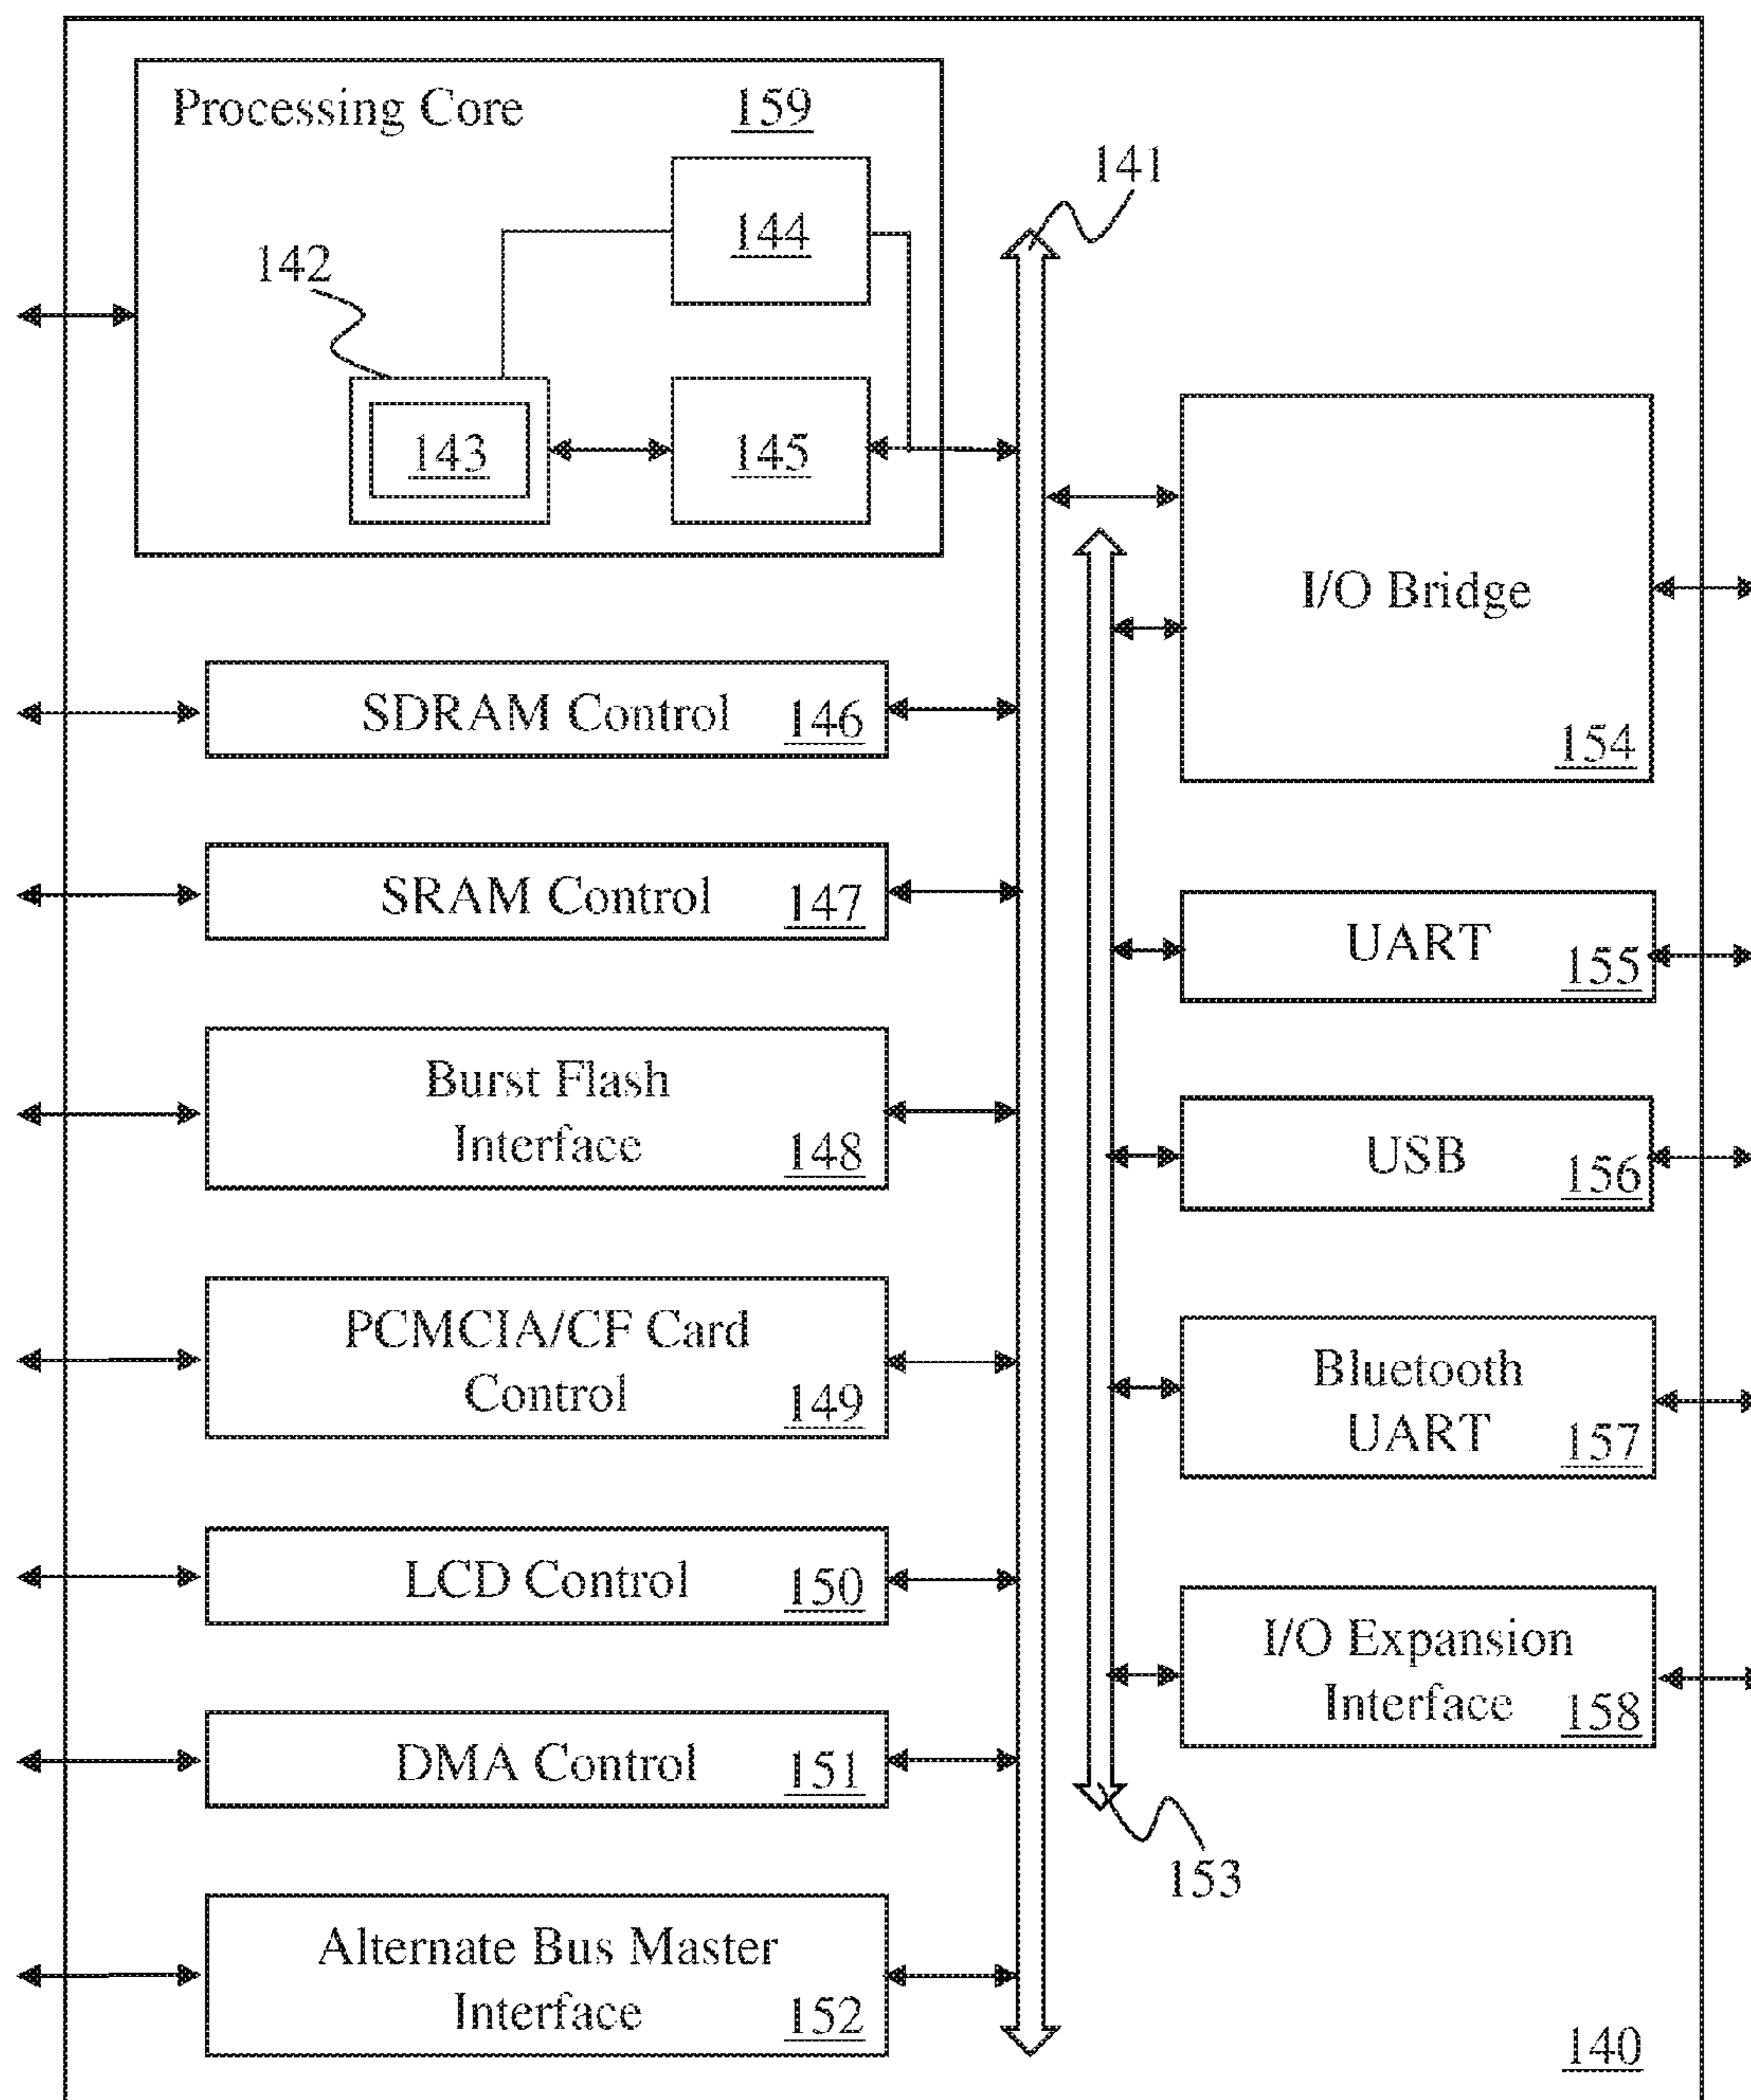 Processing Core
159
144
141
142
143
145
I/O Bridge
154
SDRAM Control
146
SRAM Control
147
UART
155
Burst Flash
Interface
148
USB
156
PCMCIA/CF Card
Control
149
Bluetooth
UART
157
LCD Control
150
I/O Expansion
Interface
158
DMA Control
151
153
Alternate Bus Master
Interface
152
140